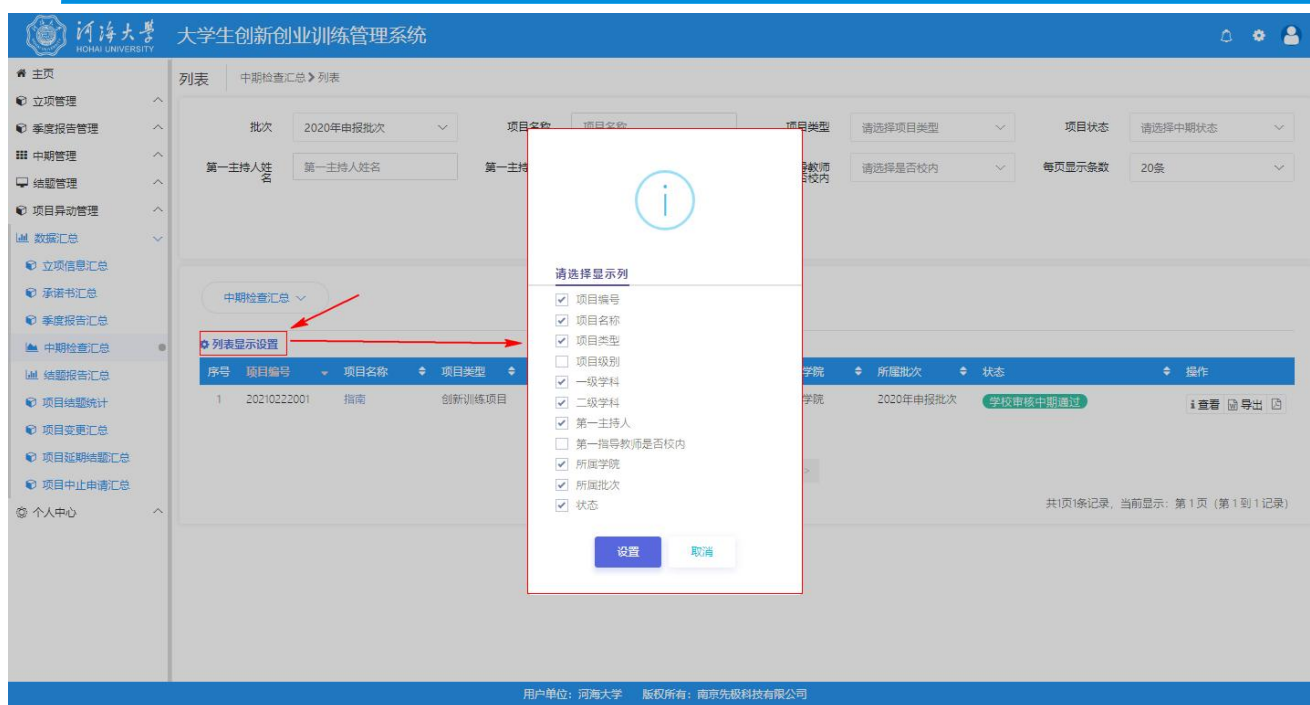 河海大学 大学生创新创业训练管理系统
HOHAI UNIVERSITY
主页
立项管理
季度报告管理
中期管理
结题管理
项目异动管理
数据汇总
立项信息汇总
承诺书汇总
季度报告汇总
中期检查汇总
结题报告汇总
项目结题统计
项目变更汇总
项目延期结题汇总
项目中止申请汇总
个人中心
列表 中期检查汇总 > 列表
批次 2020年申报批次 项目名称 项目名称 项目类型 请选择项目类型 项目状态 请选择中期状态
第一主持人姓名 第一主持人姓名 第一主持 导教师 请选择是否校内 每页显示条数 20条
否校内
中期检查汇总
列表显示设置
序号 项目编号 项目名称 项目类型 学院 所属批次 状态 操作
1 20210222001 指南 创新训练项目 学院 2020年申报批次 学校审核中期通过 查看 导出
>
共1页1条记录，当前显示：第 1 页（第 1 到 1 记录）
请选择显示列
项目编号
项目名称
项目类型
项目级别
一级学科
二级学科
第一主持人
第一指导教师是否校内
所属学院
所属批次
状态
设置 取消
用户单位：河海大学 版权所有：南京先极科技有限公司